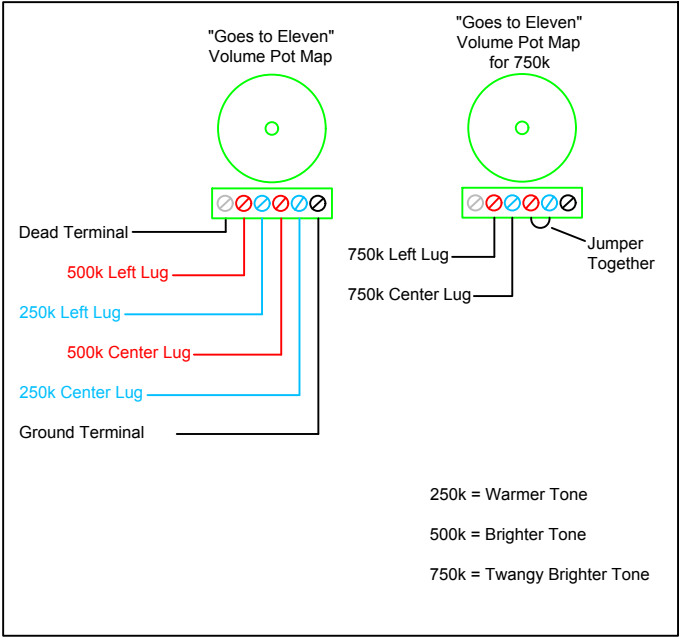 "Goes to Eleven"
Volume Pot Map
Dead Terminal
500k Left Lug
250k Left Lug
500k Center Lug
250k Center Lug
Ground Terminal
"Goes to Eleven"
Volume Pot Map
for 750k
750k Left Lug
750k Center Lug
Jumper
Together
250k = Warmer Tone
500k = Brighter Tone
750k = Twangy Brighter Tone